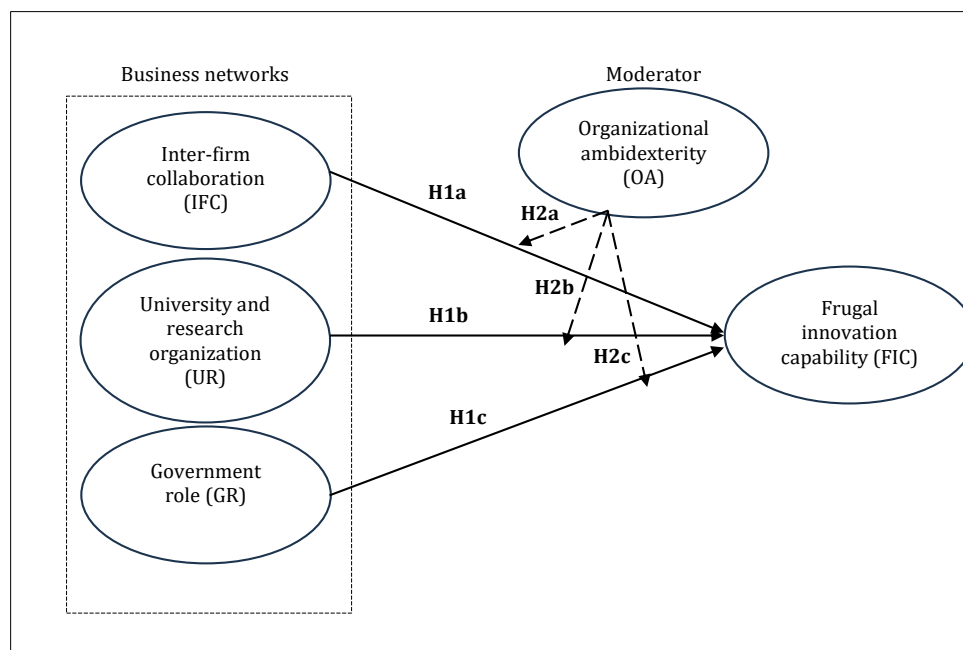 Business networks
Inter-firm
collaboration
(IFC)
University and
research
organization
(UR)
Government
role (GR)
H1a
H1b
H1c
Moderator
Organizational
ambidexterity
(OA)
H2a
H2b
H2c
Frugal
innovation
capability (FIC)